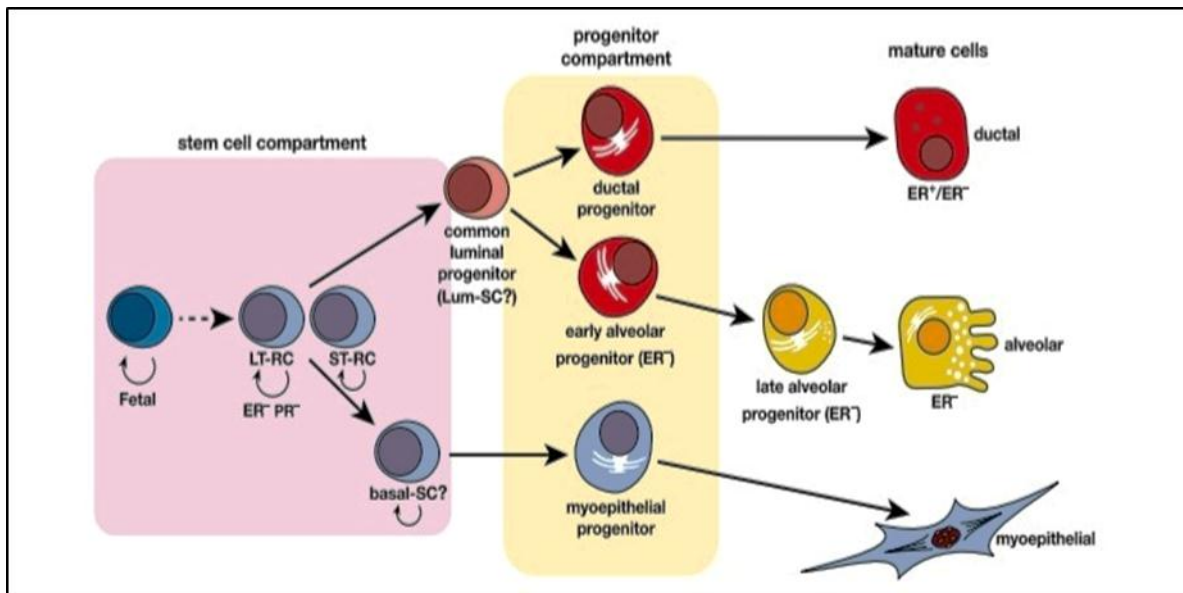 progenitor
compartment
mature cells
stem cell compartment
ductal
ER⁺/ER⁻
ductal
progenitor
common
luminal
progenitor
(Lum-SC?)
early alveolar
progenitor (ER⁻)
LT-RC
ST-RC
Fetal
ER⁻ PR⁻
alveolar
ER⁻
late alveolar
progenitor (ER⁻)
basal-SC?
myoepithelial
progenitor
myoepithelial